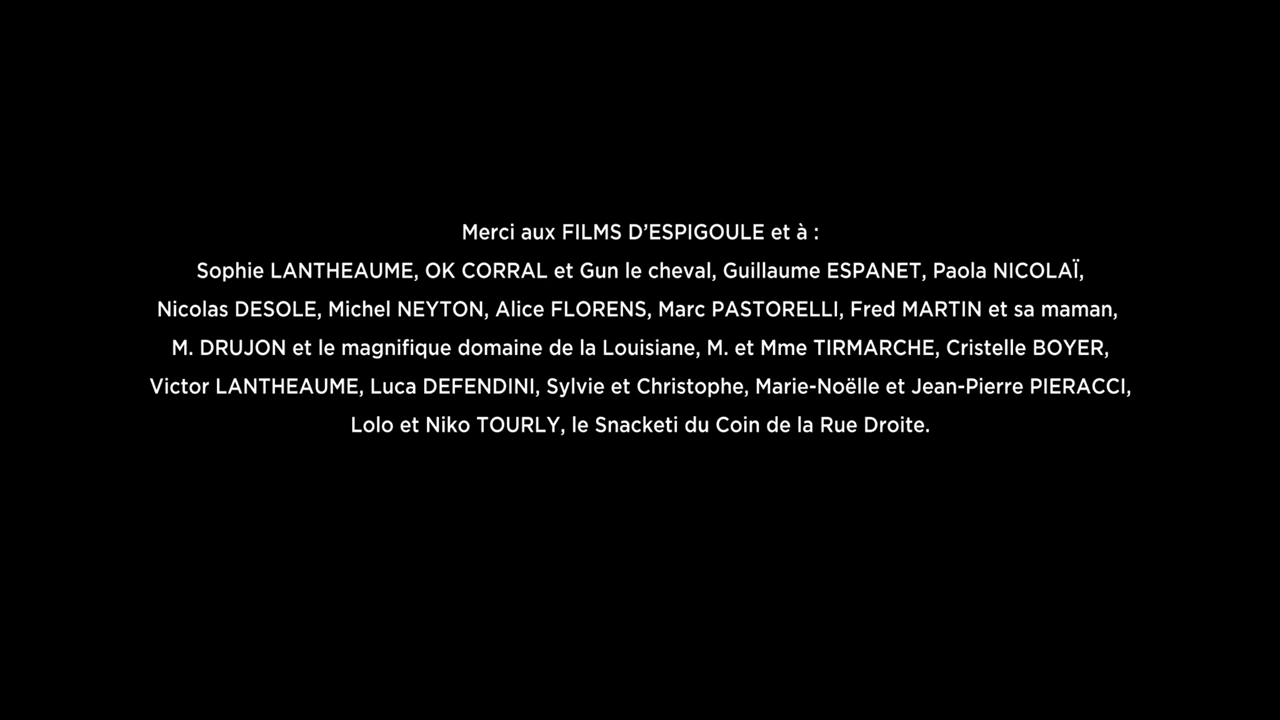 Merci aux FILMS D’ESPIGOULE et à :
Sophie LANTHEAUME, OK CORRAL et Gun le cheval, Guillaume ESPANET, Paola NICOLAÏ,
Nicolas DESOLE, Michel NEYTON, Alice FLORENS, Marc PASTORELLI, Fred MARTIN et sa maman,
M. DRUJON et le magnifique domaine de la Louisiane, M. et Mme TIRMARCHE, Cristelle BOYER,
Victor LANTHEAUME, Luca DEFENDINI, Sylvie et Christophe, Marie-Noëlle et Jean-Pierre PIERACCI,
Lolo et Niko TOURLY, le Snacketi du Coin de la Rue Droite.